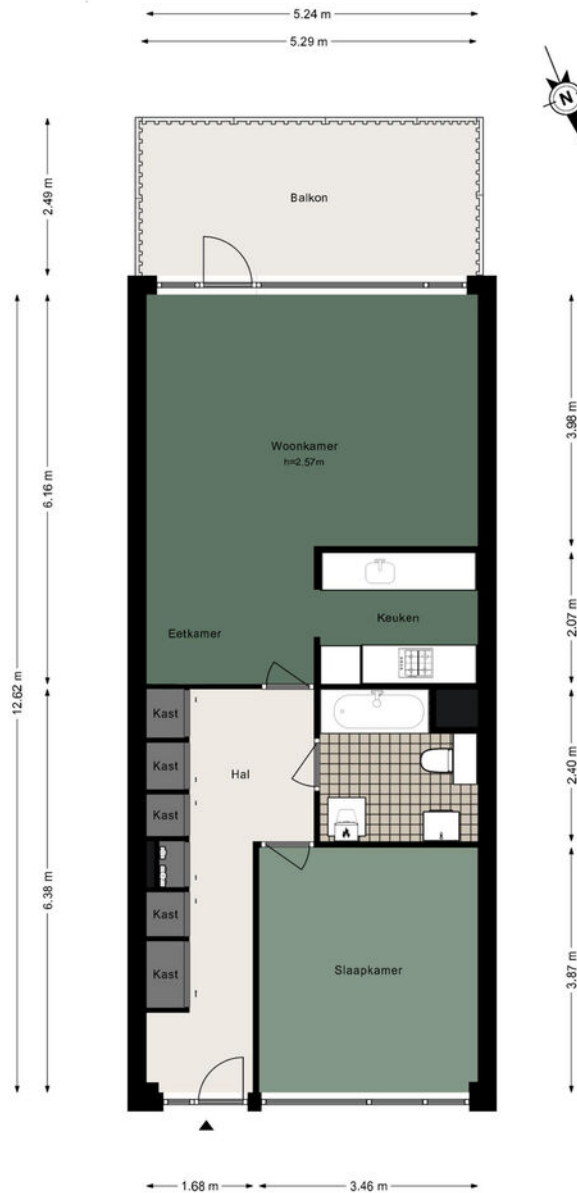 5.24 m
5.29 m
N
2.49 m
Balkon
Woonkamer
h=2.57m
3.98 m
6.16 m
Keuken
Eetkamer
2.07 m
12.62 m
Kast
Kast
Hal
2.40 m
Kast
6.38 m
Kast
Kast
Slaapkamer
3.87 m
1.68 m
3.46 m